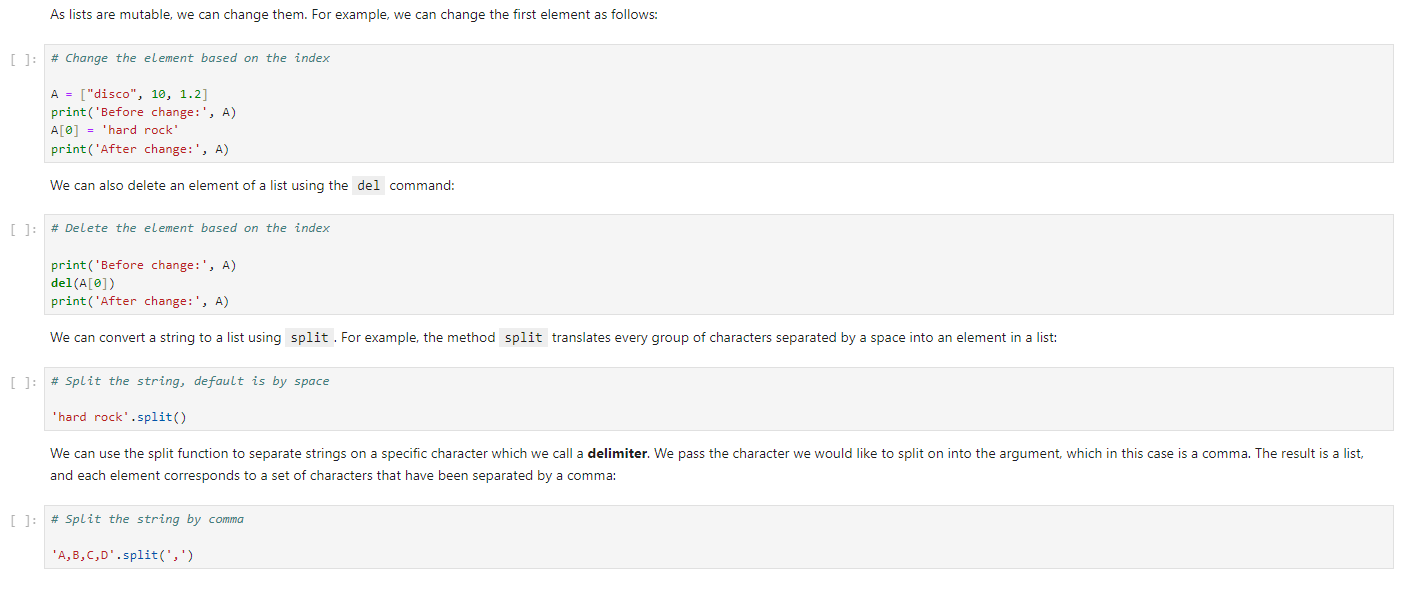 As lists are mutable, we can change them. For example, we can change the first element as follows:
[ ]: # Change the element based on the index
A = ["disco", 10, 1.2]
print('Before change:', A)
A[0] = 'hard rock'
print('After change:', A)
We can also delete an element of a list using the del command:
[ ]: # Delete the element based on the index
print('Before change:', A)
del(A[0])
print('After change:', A)
We can convert a string to a list using split. For example, the method split translates every group of characters separated by a space into an element in a list:
[ ]: # Split the string, default is by space
'hard rock'.split()
We can use the split function to separate strings on a specific character which we call a delimiter. We pass the character we would like to split on into the argument, which in this case is a comma. The result is a list,
and each element corresponds to a set of characters that have been separated by a comma:
[ ]: # Split the string by comma
'A,B,C,D'.split(',')